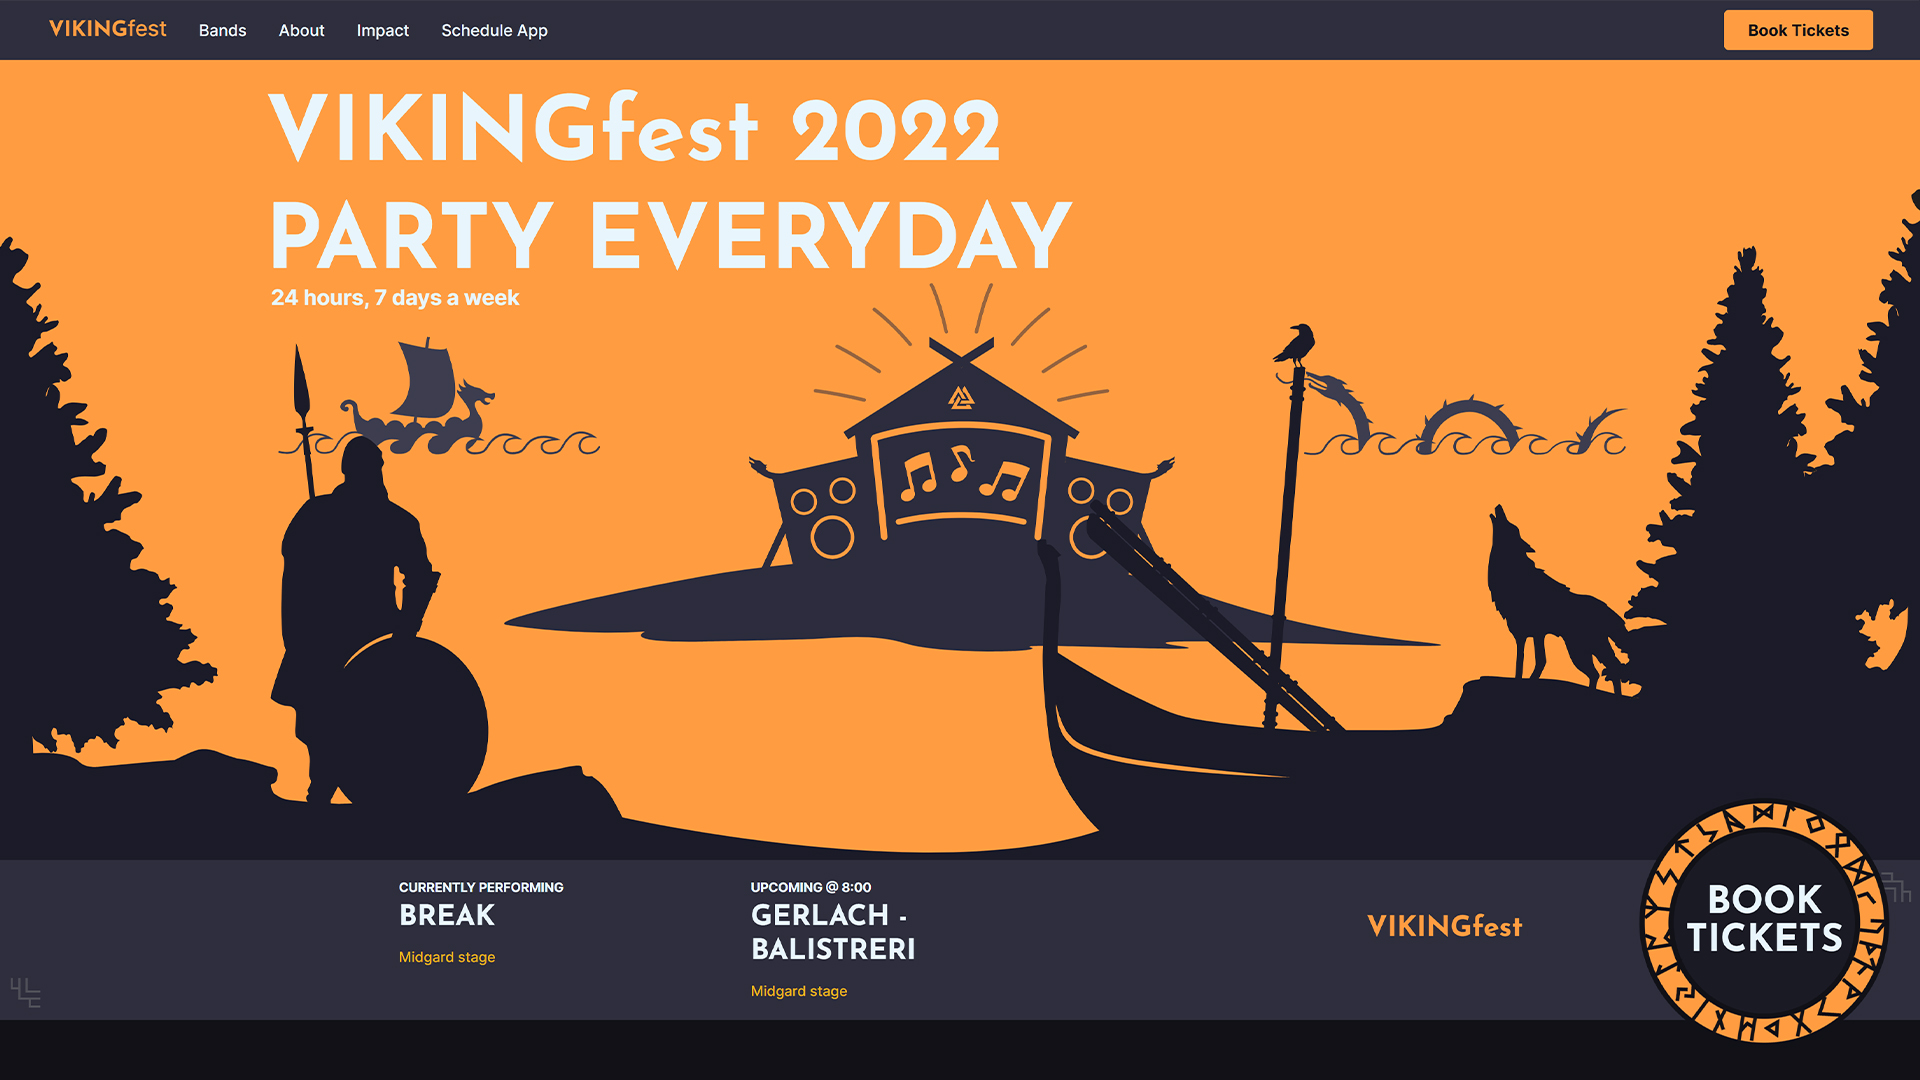 VIKINGfest
Bands
About
Impact
Schedule App
Book Tickets
VIKINGfest 2022
PARTY EVERYDAY
24 hours, 7 days a week
CURRENTLY PERFORMING
BREAK
Midgard stage
UPCOMING @ 8:00
GERLACH -
BALISTRERI
Midgard stage
VIKINGfest
BOOK
TICKETS